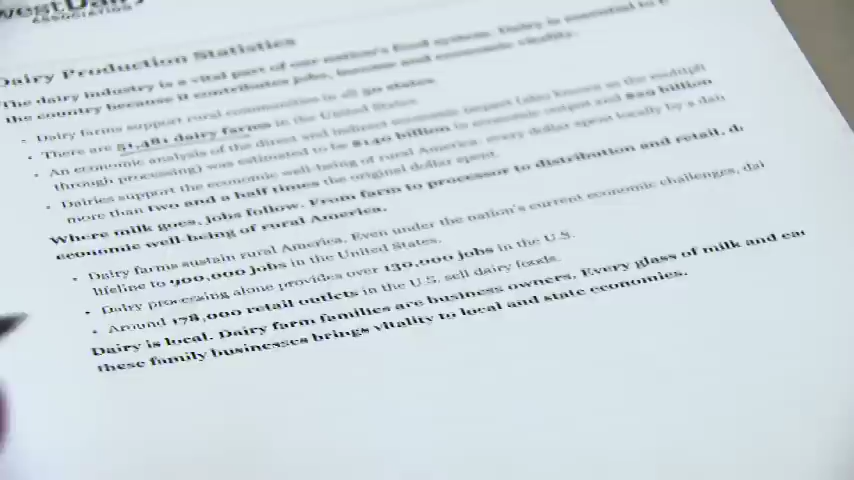 westDairy
ASSOCIATION
Dairy Production Statistics
The dairy industry is a vital part of our nation's food system. Dairy is essential to
the country because it contributes jobs, income and economic vitality.
• Dairy farms support rural communities in all 50 states.
• There are 51,481 dairy farms in the United States.
• An economic analysis of the direct and indirect economic impact (also known as the multipli
through processing) was estimated to be $140 billion in economic output and $29 billion
• Dairies support the economic well-being of rural America: every dollar spent locally by a dair
more than two and a half times the original dollar spent.
Where milk goes, jobs follow. From farm to processor to distribution and retail, da
economic well-being of rural America.
• Dairy farms sustain rural America. Even under the nation's current economic challenges, dai
lifeline to 900,000 jobs in the United States.
• Dairy processing alone provides over 130,000 jobs in the U.S.
• Around 178,000 retail outlets in the U.S. sell dairy foods.
Dairy is local. Dairy farm families are business owners. Every glass of milk and eac
these family businesses brings vitality to local and state economies.